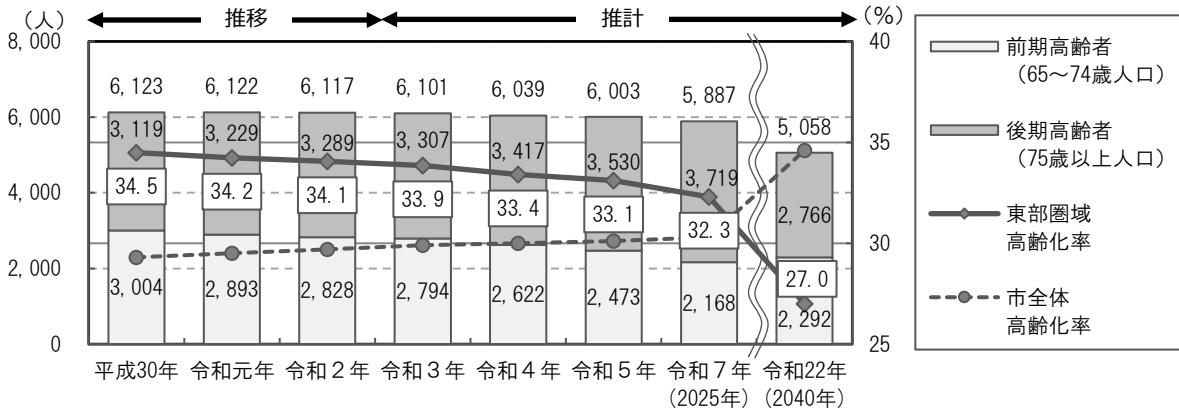 （人）
推移
推計
（％）
8,000
6,000
4,000
2,000
0
40
35
30
25
6,123
6,122
6,117
6,101
6,039
6,003
5,887
5,058
3,119
3,229
3,289
3,307
3,417
3,530
3,719
2,766
34.5
34.2
34.1
33.9
33.4
33.1
32.3
27.0
3,004
2,893
2,828
2,794
2,622
2,473
2,168
2,292
平成30年
令和元年
令和２年
令和３年
令和４年
令和５年
令和７年
（2025年）
令和22年
（2040年）
前期高齢者
（65～74歳人口）
後期高齢者
（75歳以上人口）
東部圏域
高齢化率
市全体
高齢化率